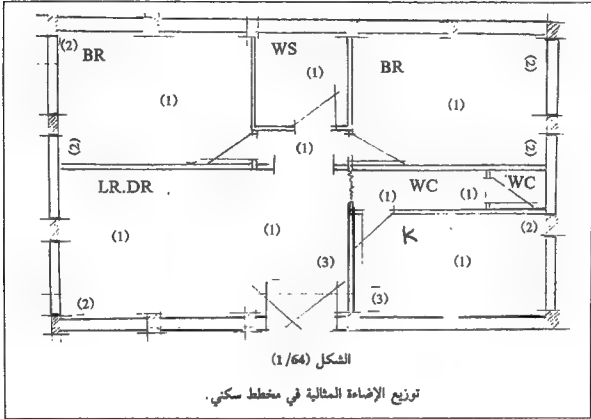 (2) BR WS BR (2)
(1) (1) (1)
(2) (1) (2)
LR.DR WC WC
(1) (1)
(1) (1) K (2)
(3) (1)
(2) (3)
الشكل (1/64)
توزيع الإضاءة المثالية في مخطط سكني.